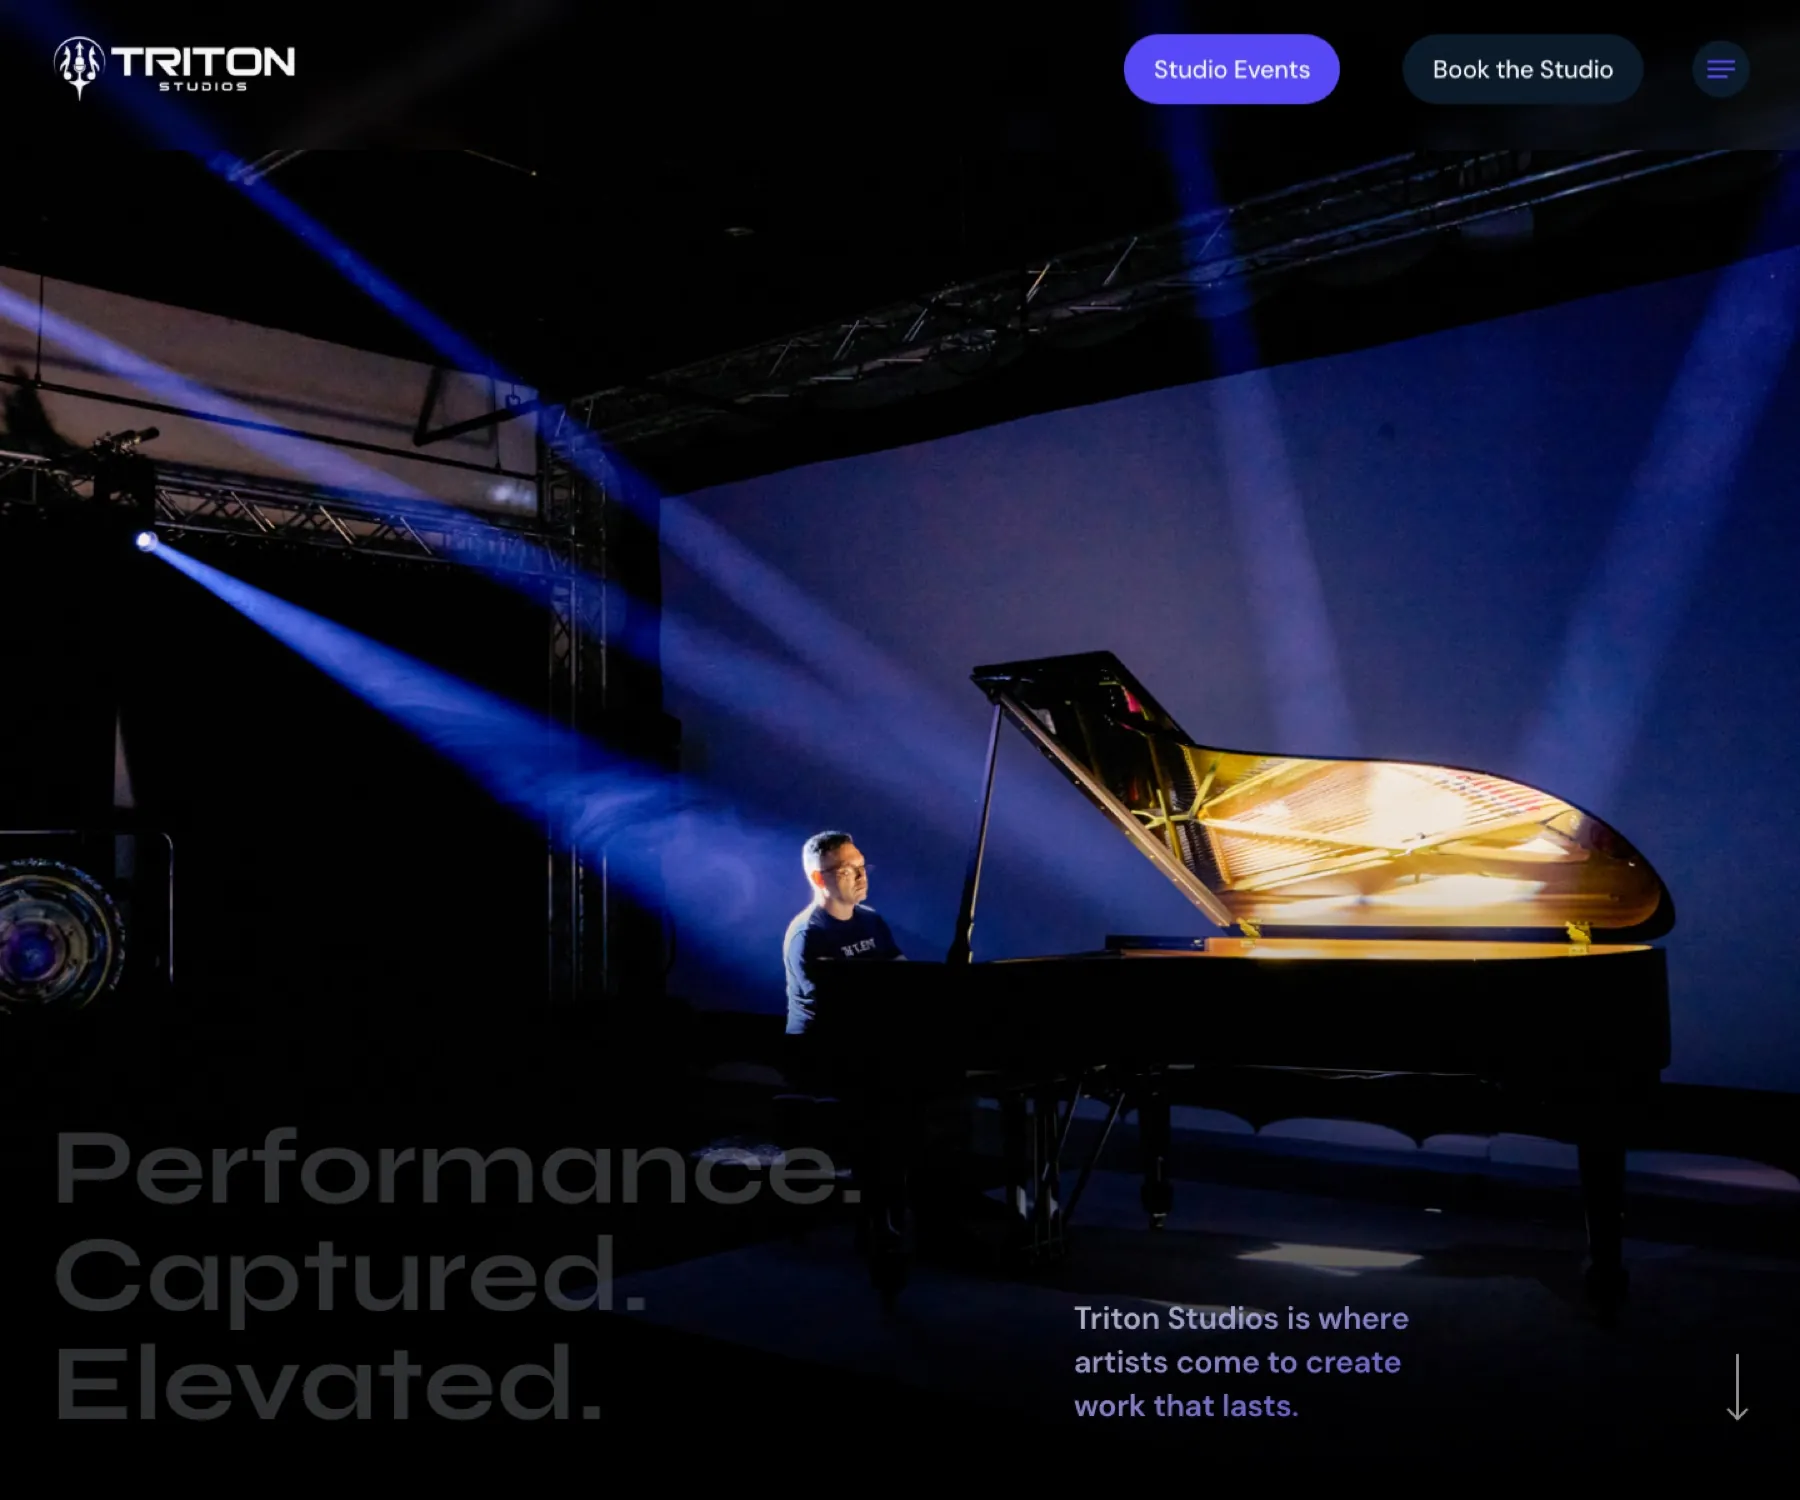 TRITON
STUDIOS
Studio Events
Book the Studio
Performance.
Captured.
Elevated.
Triton Studios is where
artists come to create
work that lasts.